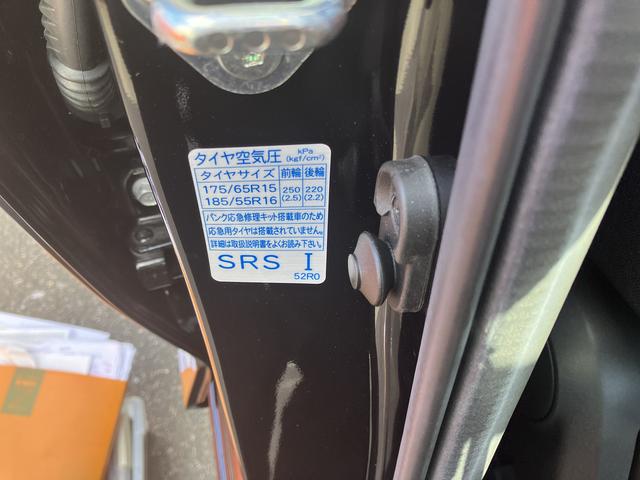 タイヤ空気圧 kPa (kgf/cm²)
タイヤサイズ 前輪 後輪
175/65R15 250 220
185/55R16 (2.5) (2.2)
パンク応急修理キット搭載車のため
応急用タイヤは搭載されていません。
詳細は取扱説明書をよくお読み下さい。
SRS I
52R0